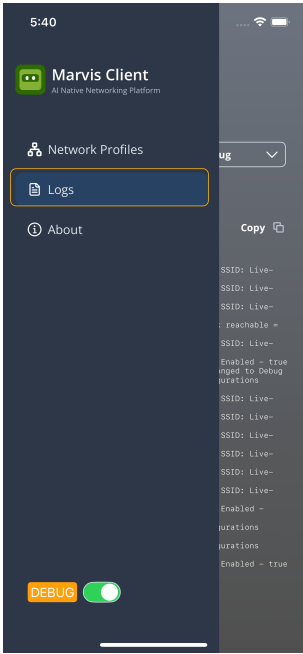 5:40
Marvis Client
AI Native Networking Platform
Network Profiles
ug
Logs
About
Copy
SSID: Live-
SSID: Live-
SSID: Live-
reachable =
SSID: Live-
Enabled - true
anged to Debug
gurations
SSID: Live-
SSID: Live-
SSID: Live-
SSID: Live-
SSID: Live-
SSID: Live-
Enabled -
gurations
gurations
Enabled - true
DEBUG